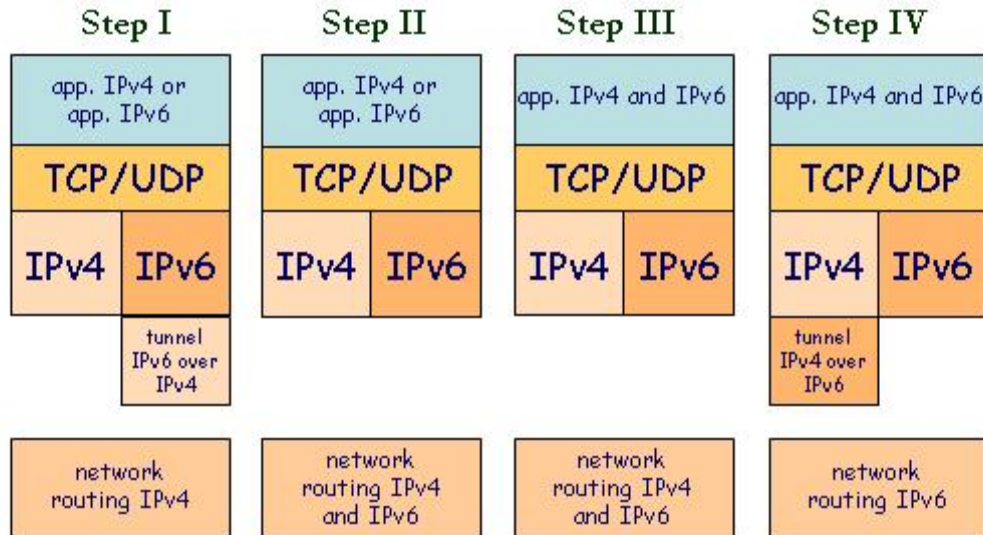 Step I
app. IPv4 or
app. IPv6
TCP/UDP
IPv4 IPv6
tunnel
IPv6 over
IPv4
network
routing IPv4
Step II
app. IPv4 or
app. IPv6
TCP/UDP
IPv4 IPv6
network
routing IPv4
and IPv6
Step III
app. IPv4 and IPv6
TCP/UDP
IPv4 IPv6
network
routing IPv4
and IPv6
Step IV
app. IPv4 and IPv6
TCP/UDP
IPv4 IPv6
tunnel
IPv4 over
IPv6
network
routing IPv6